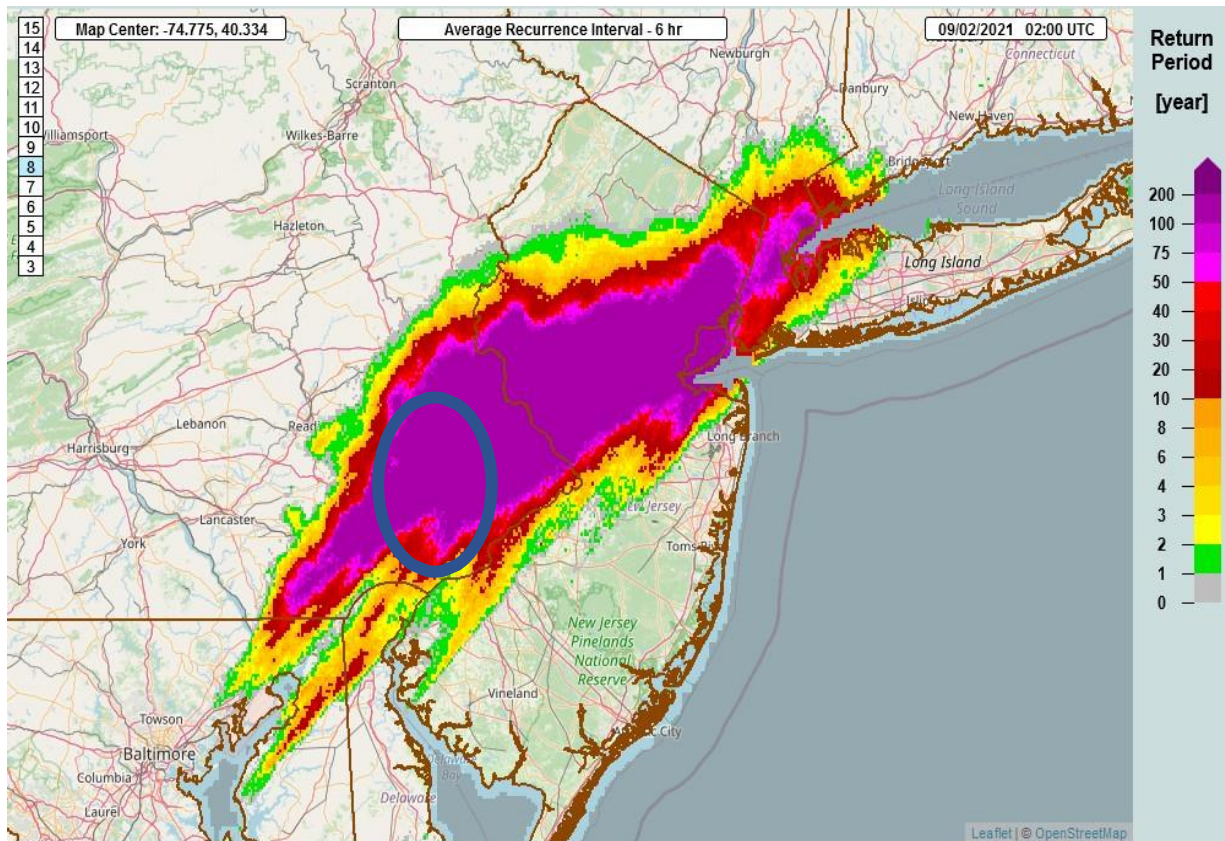 15
14
13
12
11
10
9
8
7
6
5
4
3
Map Center: -74.775, 40.334
Average Recurrence Interval - 6 hr
09/02/2021 02:00 UTC
Return
Period
[year]
200
100
75
50
40
30
20
10
8
6
4
3
2
1
0
Newburgh
Connecticut
Scranton
Danbury
New Haven
Williamsport
Wilkes-Barre
Bridgeport
Long Island
Sound
Hazleton
Long Island
Islip
Lebanon
Readi
Harrisburg
Long Branch
Lancaster
New Jersey
York
Toms River
New Jersey
Pinelands
National
Reserve
Vineland
Towson
Atlantic City
Baltimore
Delaware
Bay
Columbia
Delaware
Laurel
Leaflet | © OpenStreetMap